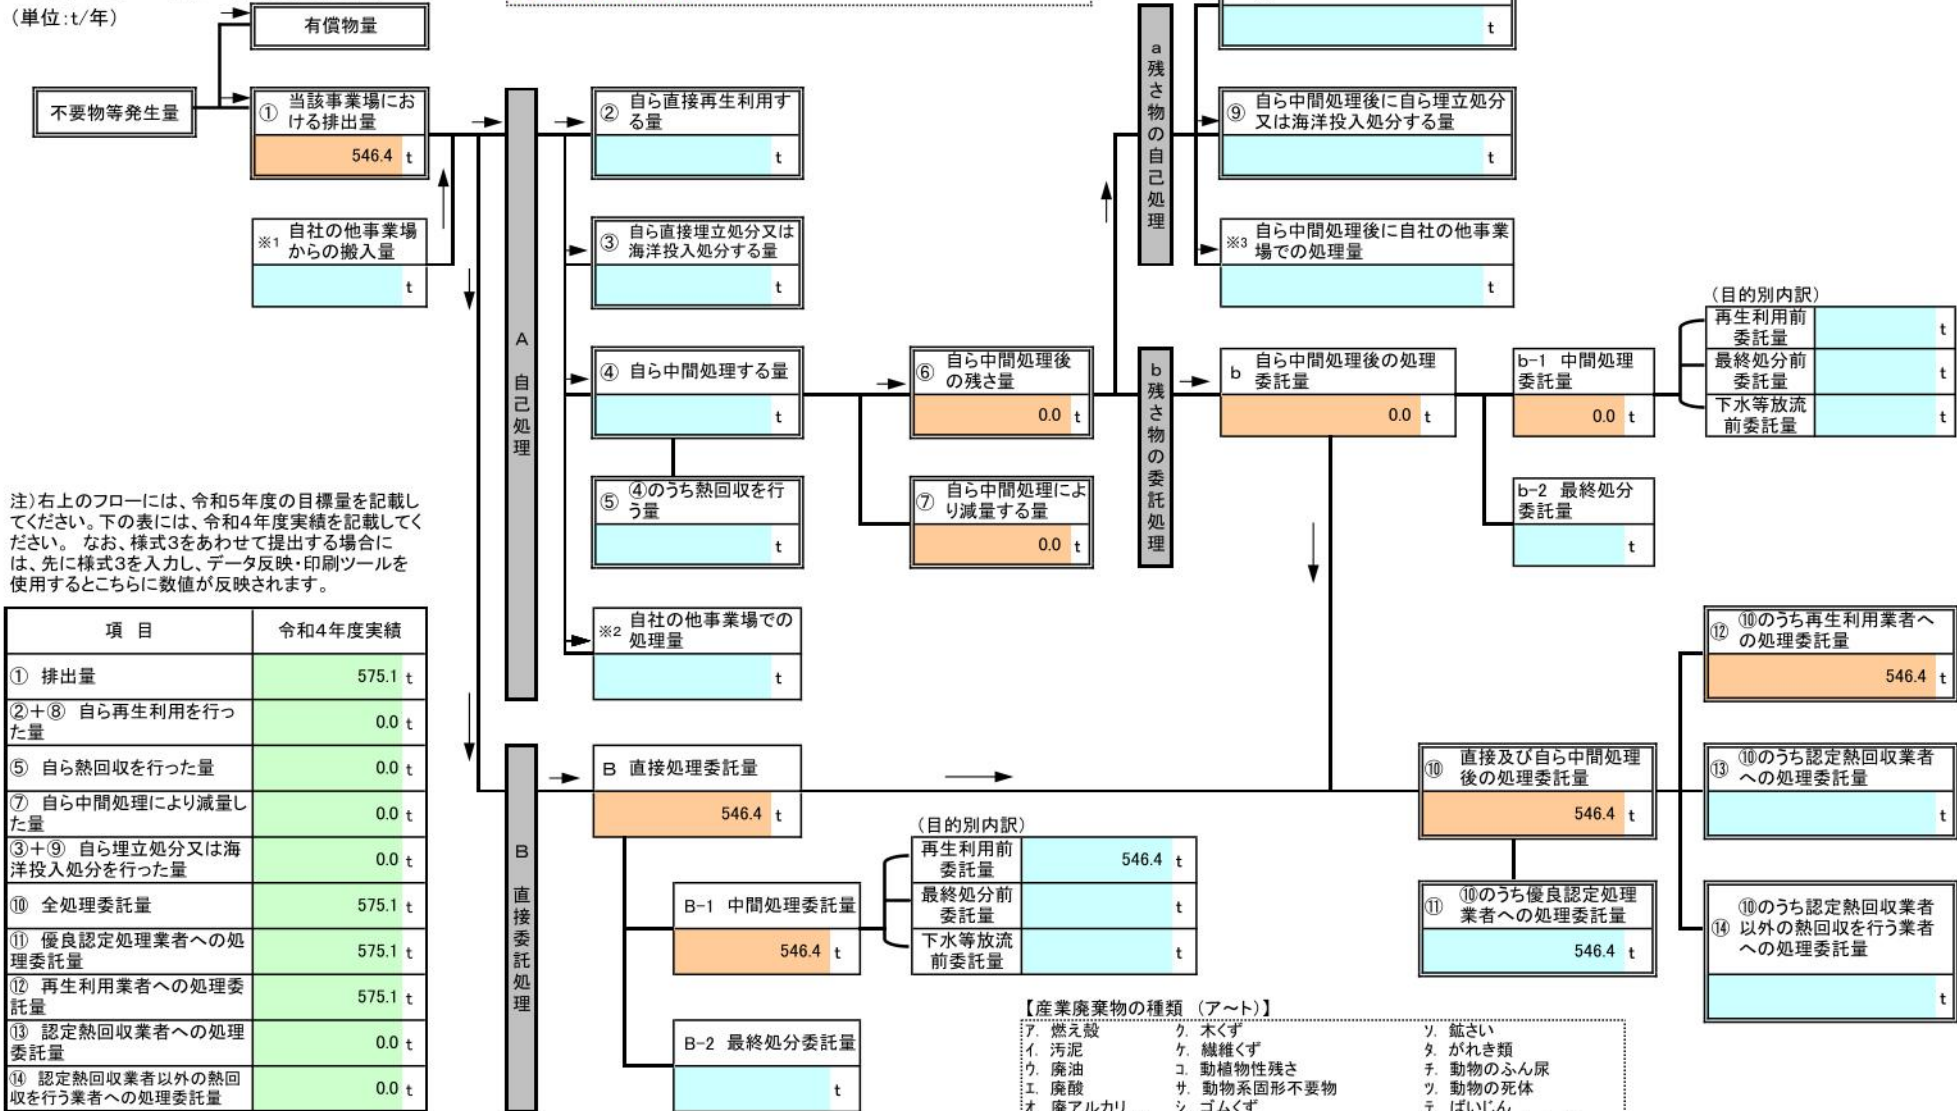 (単位:t/年)
有償物量
t
不要物等発生量
① 当該事業場にお
ける排出量
546.4 t
※1 自社の他事業場
からの搬入量
t
A 自己処理
② 自ら直接再生利用す
る量
t
③ 自ら直接埋立処分又は
海洋投入処分する量
t
④ 自ら中間処理する量
t
⑤ ④のうち熱回収を行
う量
t
※2 自社の他事業場での
処理量
t
⑥ 自ら中間処理後
の残さ量
0.0 t
⑦ 自ら中間処理によ
り減量する量
0.0 t
a 残さ物の自己処理
⑨ 自ら中間処理後に自ら埋立処分
又は海洋投入処分する量
t
※3 自ら中間処理後に自社の他事業
場での処理量
t
b 残さ物の委託処理
b 自ら中間処理後の処理
委託量
0.0 t
b-1 中間処理
委託量
0.0 t
b-2 最終処分
委託量
t
(目的別内訳)
再生利用前
委託量
t
最終処分前
委託量
t
下水等放流
前委託量
t
注)右上のフローには、令和5年度の目標量を記載し
てください。下の表には、令和4年度実績を記載してく
ださい。 なお、様式3をあわせて提出する場合に
は、先に様式3を入力し、データ反映・印刷ツールを
使用するとこちらに数値が反映されます。
項 目 令和4年度実績
① 排出量 575.1 t
②+⑧ 自ら再生利用を行っ
た量 0.0 t
⑤ 自ら熱回収を行った量 0.0 t
⑦ 自ら中間処理により減量し
た量 0.0 t
③+⑨ 自ら埋立処分又は海
洋投入処分を行った量 0.0 t
⑩ 全処理委託量 575.1 t
⑪ 優良認定処理業者への処
理委託量 575.1 t
⑫ 再生利用業者への処理委
託量 575.1 t
⑬ 認定熱回収業者への処理
委託量 0.0 t
⑭ 認定熱回収業者以外の熱回
収を行う業者への処理委託量 0.0 t
B 直接委託処理
B 直接処理委託量
546.4 t
B-1 中間処理委託量
546.4 t
B-2 最終処分委託量
t
(目的別内訳)
再生利用前
委託量
546.4 t
最終処分前
委託量
t
下水等放流
前委託量
t
⑩ 直接及び自ら中間処理
後の処理委託量
546.4 t
⑪ ⑩のうち優良認定処理
業者への処理委託量
546.4 t
⑫ ⑩のうち再生利用業者へ
の処理委託量
546.4 t
⑬ ⑩のうち認定熱回収業者
への処理委託量
t
⑭ ⑩のうち認定熱回収業者
以外の熱回収を行う業者
への処理委託量
t
【産業廃棄物の種類 (ア～ト)】
ア. 燃え殻 ク. 木くず ソ. 鉱さい
イ. 汚泥 ケ. 繊維くず タ. がれき類
ウ. 廃油 コ. 動植物性残さ チ. 動物のふん尿
エ. 廃酸 サ. 動物系固形不要物 ツ. 動物の死体
オ. 廃アルカリ シ. ゴムくず テ. ばいじん